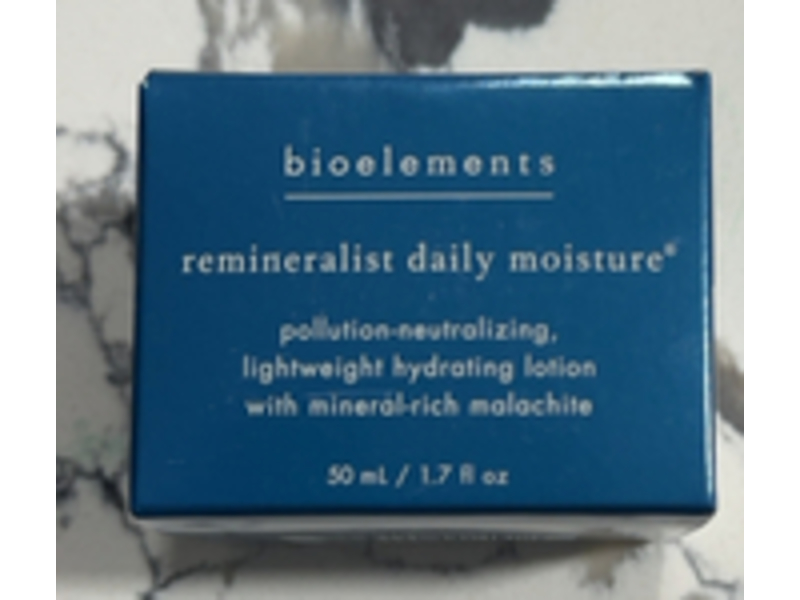 bioelements
remineralist daily moisture®
pollution-neutralizing,
lightweight hydrating lotion
with mineral-rich malachite
50 mL / 1.7 fl oz